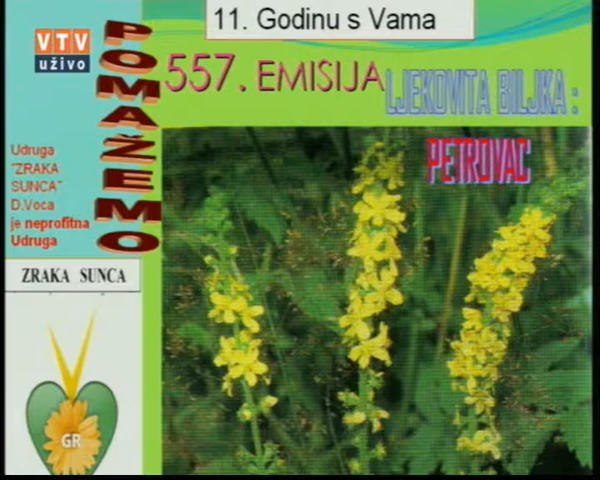 11. Godinu s Vama
VTV
uživo
POMAŽEMO
557. EMISIJA
LJEKOVITA BILJKA :
PETROVAC
Udruga
"ZRAKA
SUNCA"
D.Voca
je neprofitna
Udruga
ZRAKA SUNCA
GR